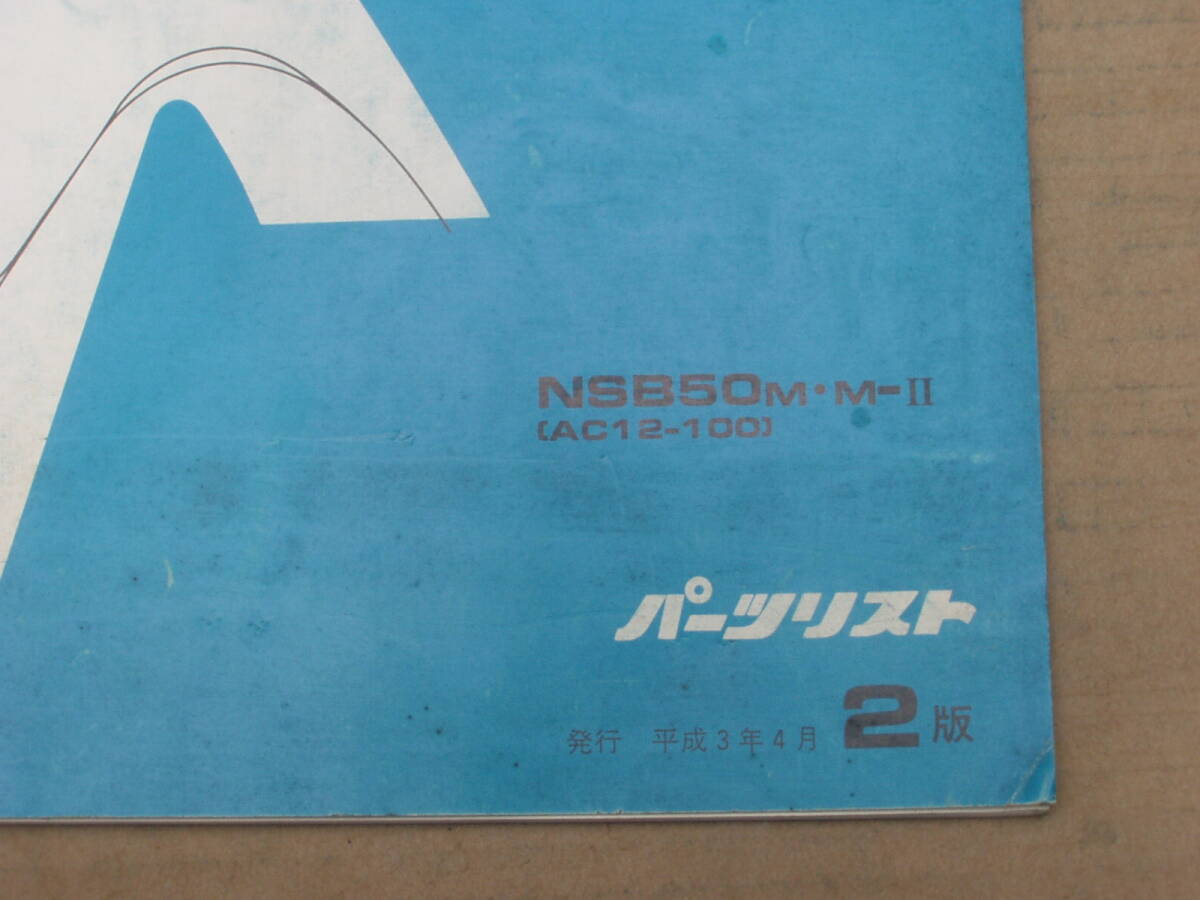 NSB50M・M-II
(AC12-100)
パーツリスト
発行 平成3年4月 2版